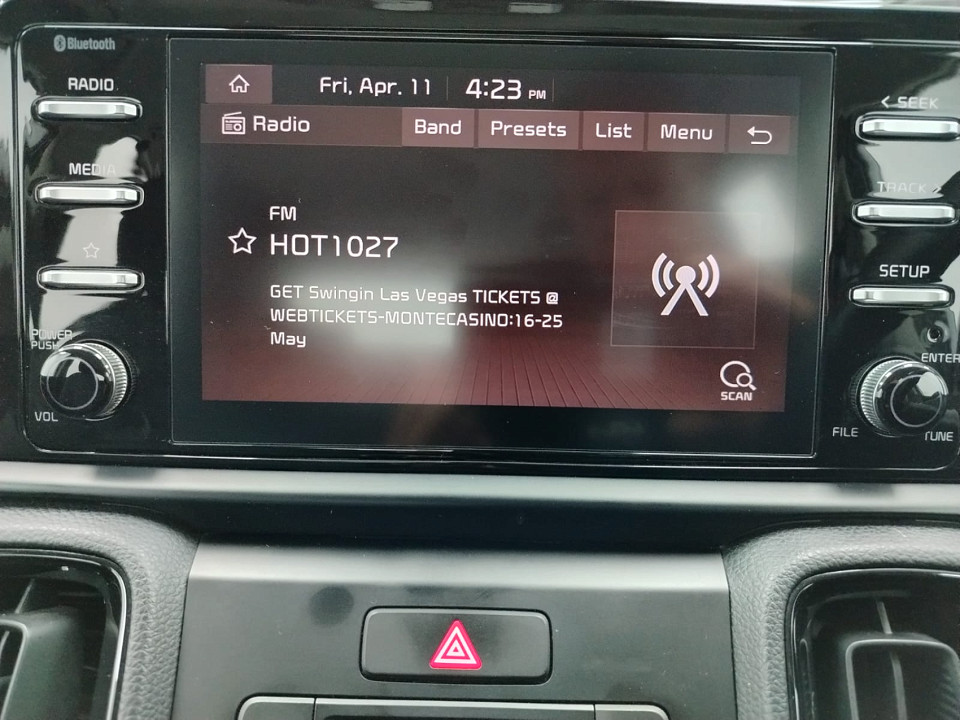 Bluetooth
RADIO
MEDIA
POWER
PUSH
VOL
Fri, Apr. 11 4:23 PM
Radio Band Presets List Menu
FM
HOT1027
GET Swingin Las Vegas TICKETS @
WEBTICKETS-MONTECASINO:16-25
May
SCAN
< SEEK
TRACK >
SETUP
ENTER
FILE TUNE